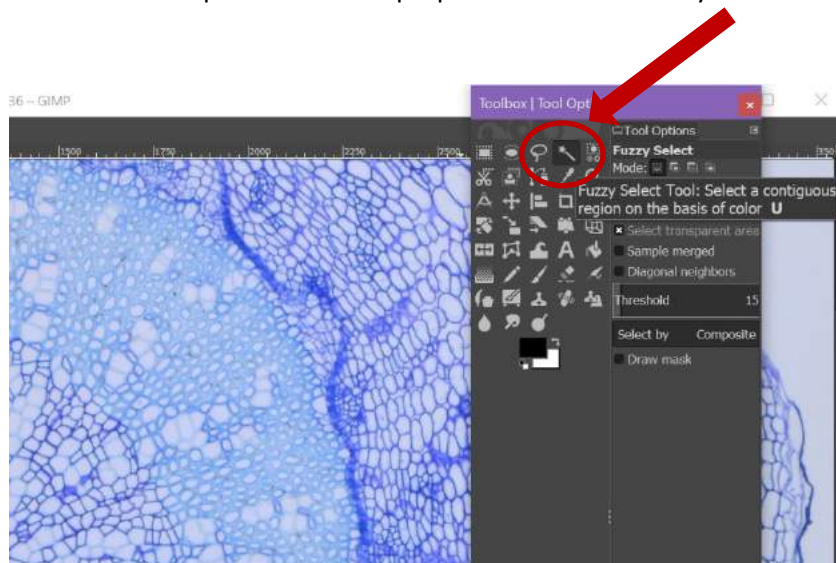 36 – GIMP
Toolbox | Tool Opt
1500 1750 2000 2250 2500
Tool Options
Fuzzy Select
Mode:
Fuzzy Select Tool: Select a contiguous
region on the basis of color U
Select transparent area
Sample merged
Diagonal neighbors
Threshold 15
Select by Composite
Draw mask